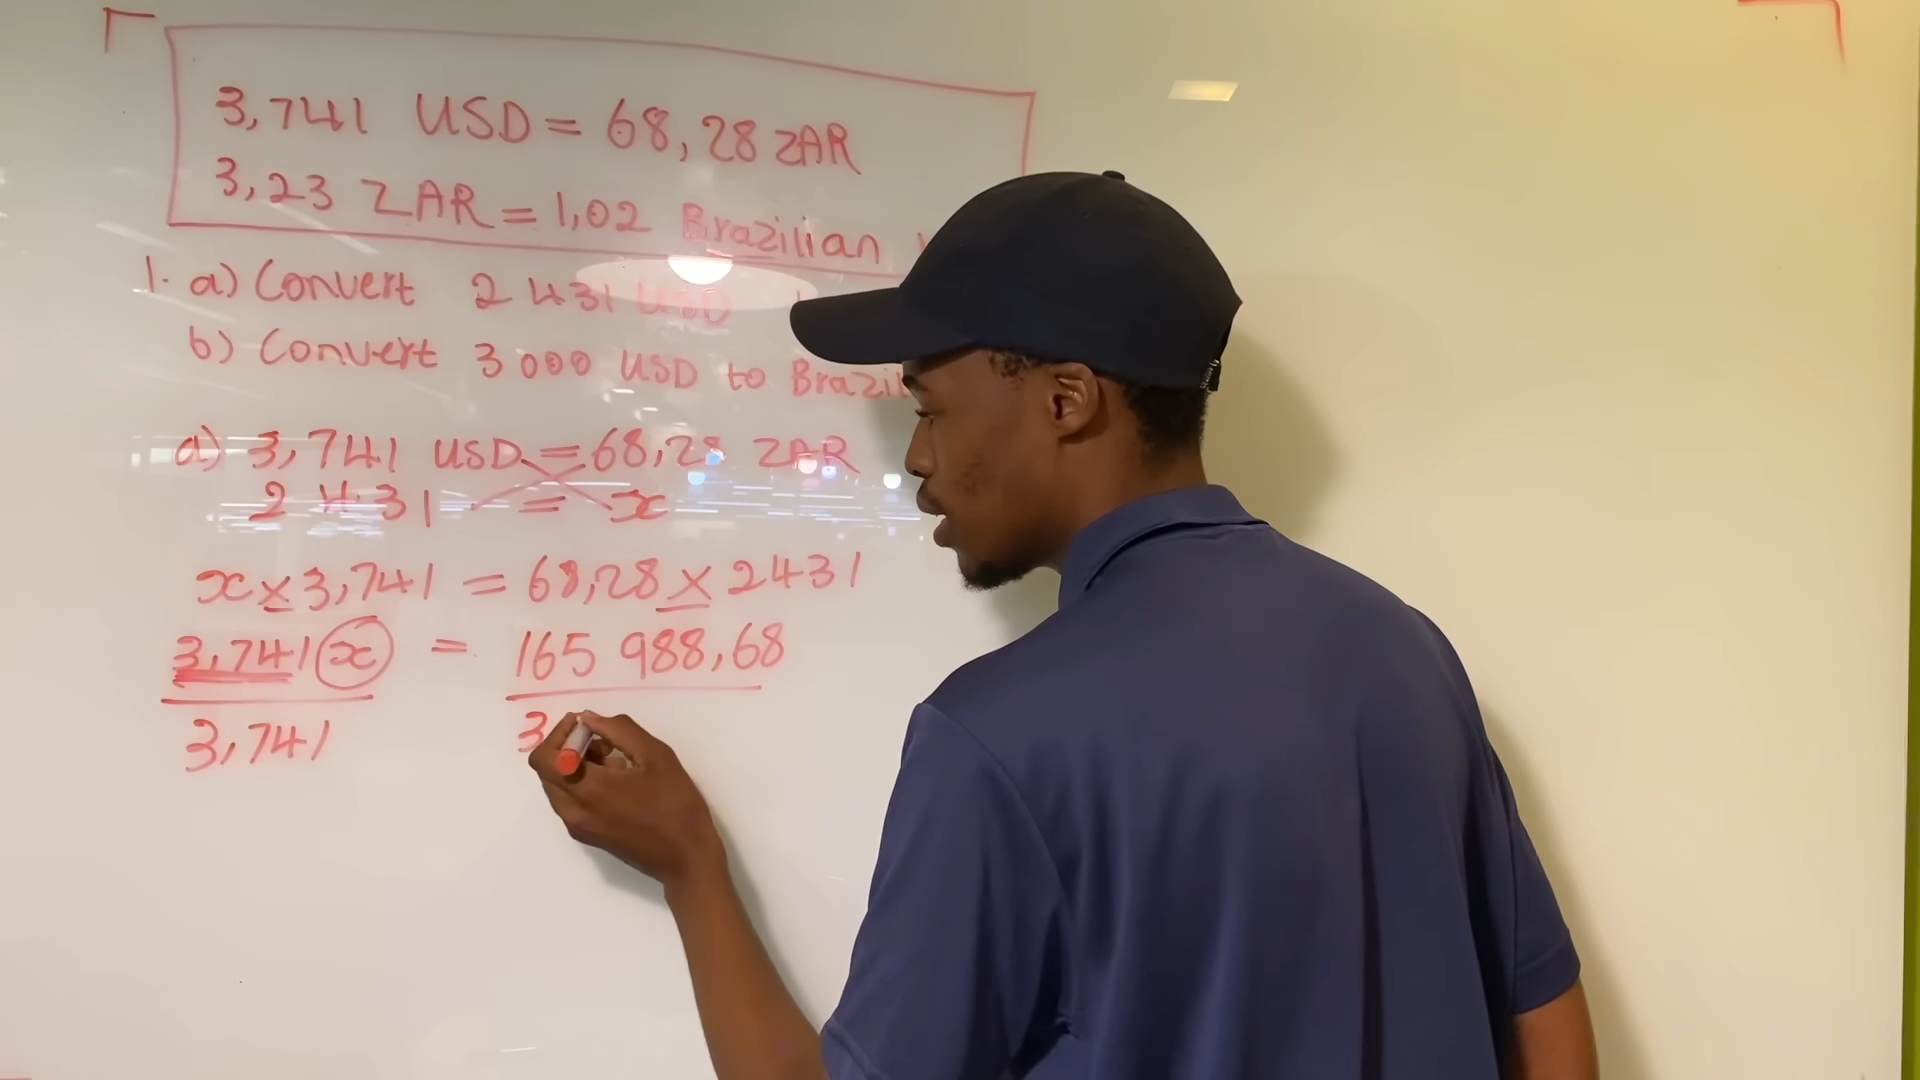 3,741 USD = 68,28 ZAR
3,23 ZAR = 1,02 Brazilian
1. a) Convert 2 431 USD
b) Convert 3 000 USD to Brazi
a) 3,741 USD = 68,28 ZAR
2 431 = x
x × 3,741 = 68,28 × 2431
3,741 x = 165 988,68
3,741 3